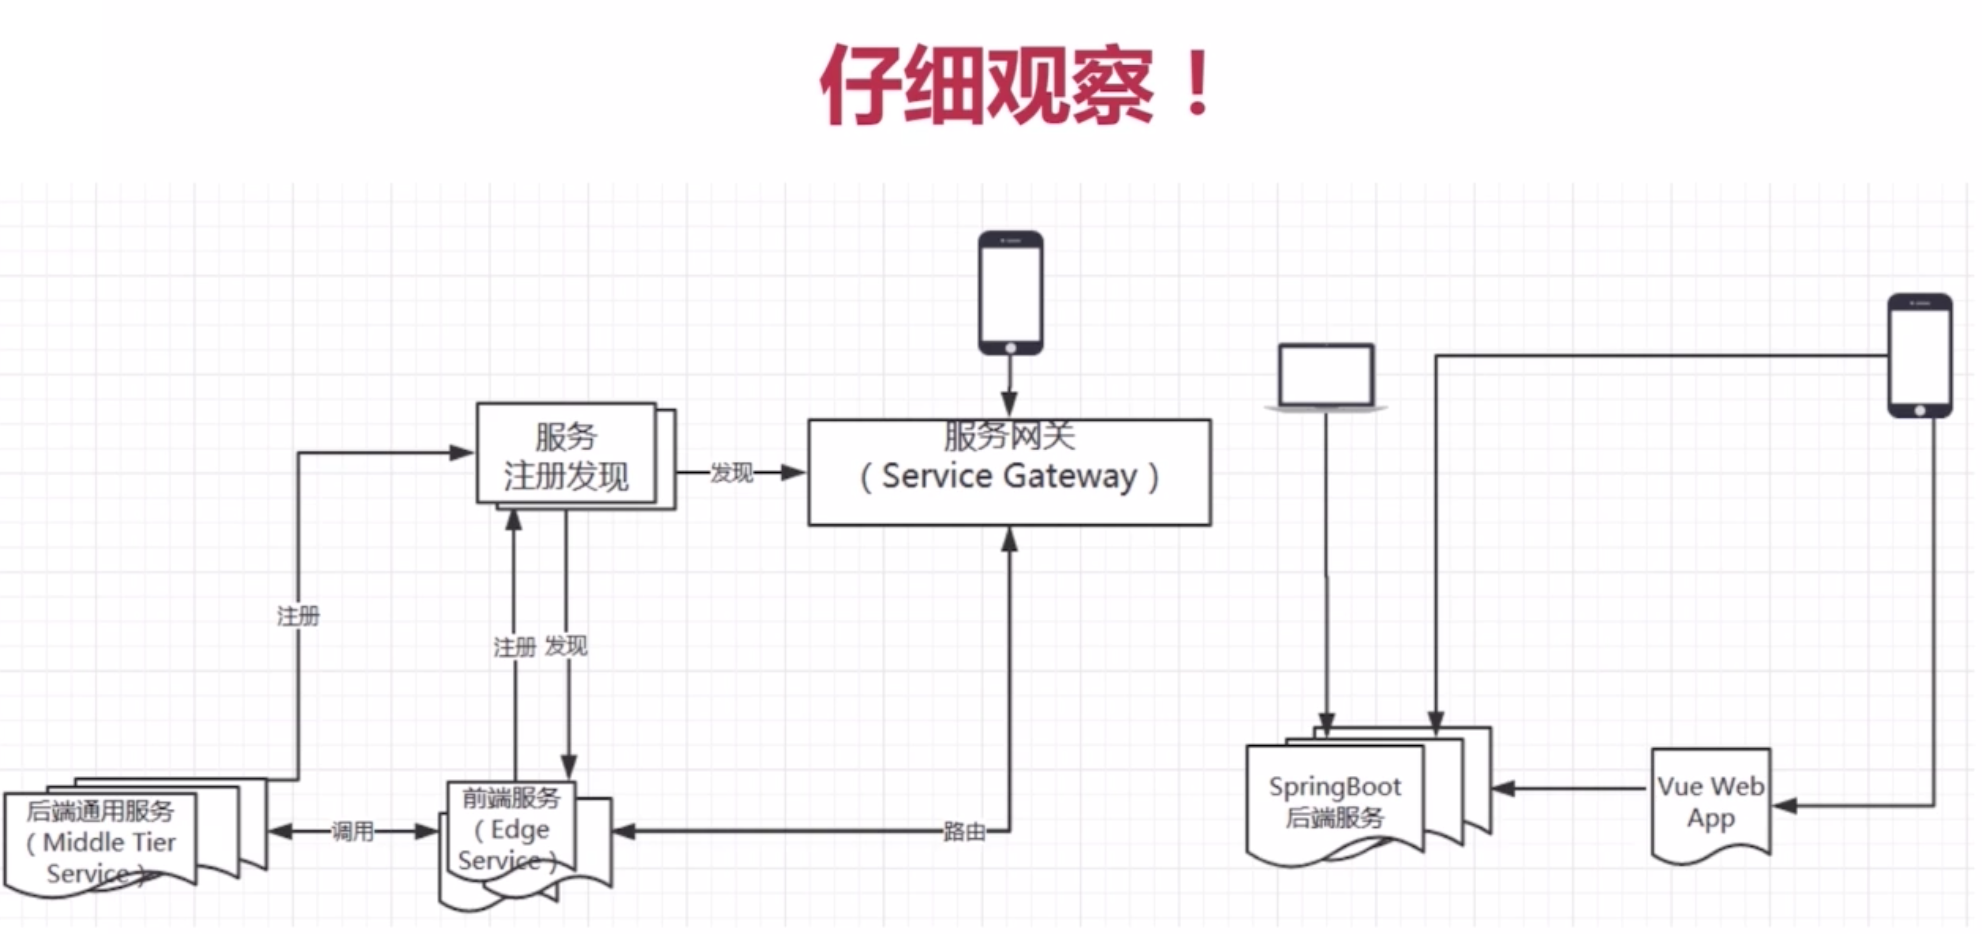 仔细观察！
服务
注册发现
发现
服务网关
（Service Gateway）
注册
注册
发现
后端通用服务
（Middle Tier
Service）
调用
前端服务
（Edge
Service）
路由
SpringBoot
后端服务
Vue Web
App